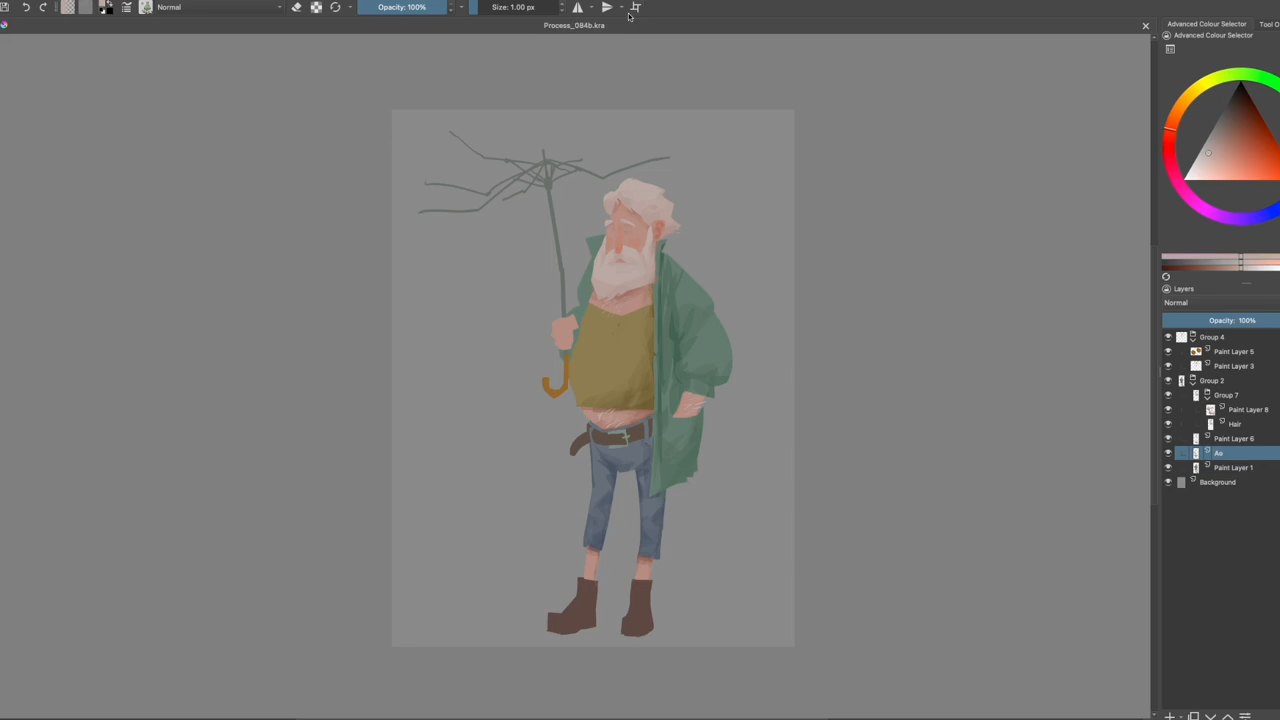 Normal
Opacity: 100%
Size: 1.00 px
Process_084b.kra
Advanced Colour Selector
Tool O
Advanced Colour Selector
Layers
Normal
Opacity: 100%
Group 4
Paint Layer 5
Paint Layer 3
Group 2
Group 7
Paint Layer 8
Hair
Paint Layer 6
Ao
Paint Layer 1
Background